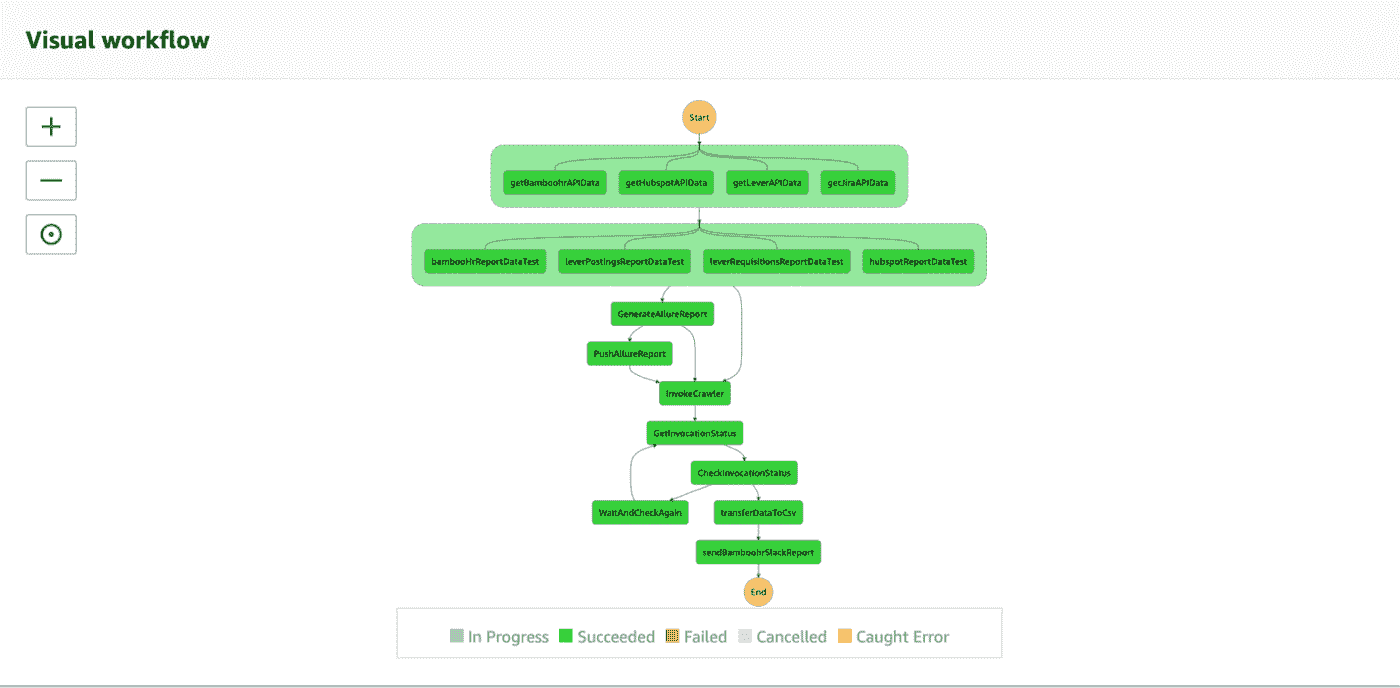 Visual workflow
Start
getBamboohrAPIData getHubspotAPIData getLeverAPIData getJiraAPIData
bambooHrReportDataTest leverPostingsReportDataTest leverRequisitionsReportDataTest hubspotReportDataTest
GenerateAllureReport
PushAllureReport
InvokeCrawler
GetInvocationStatus
CheckInvocationStatus
WaitAndCheckAgain transferDataToCsv
sendBamboohrSlackReport
End
In Progress Succeeded Failed Cancelled Caught Error